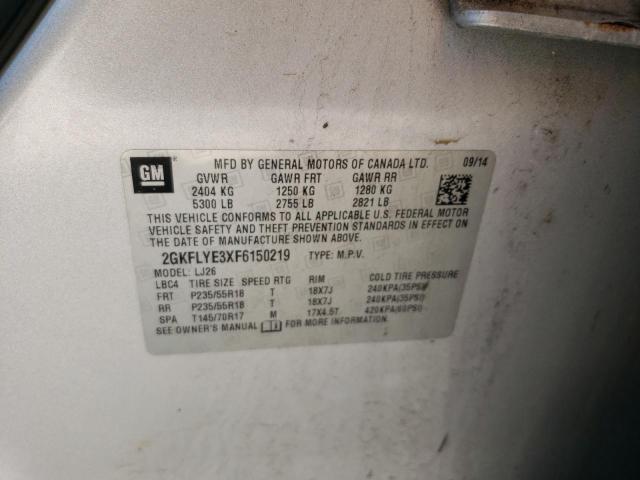 GM
MFD BY GENERAL MOTORS OF CANADA LTD. 09/14
GVWR GAWR FRT GAWR RR
2404 KG 1250 KG 1280 KG
5300 LB 2755 LB 2821 LB
THIS VEHICLE CONFORMS TO ALL APPLICABLE U.S. FEDERAL MOTOR
VEHICLE SAFETY AND THEFT PREVENTION STANDARDS IN EFFECT ON
THE DATE OF MANUFACTURE SHOWN ABOVE.
2GKFLYE3XF6150219 TYPE: M.P.V.
MODEL: LJ26
LBC4 TIRE SIZE SPEED RTG RIM COLD TIRE PRESSURE
FRT P235/55R18 T 18X7J 240KPA(35PSI)
RR P235/55R18 T 18X7J 240KPA(35PSI)
SPA T145/70R17 M 17X4.5T 420KPA(60PSI)
SEE OWNER'S MANUAL FOR MORE INFORMATION.